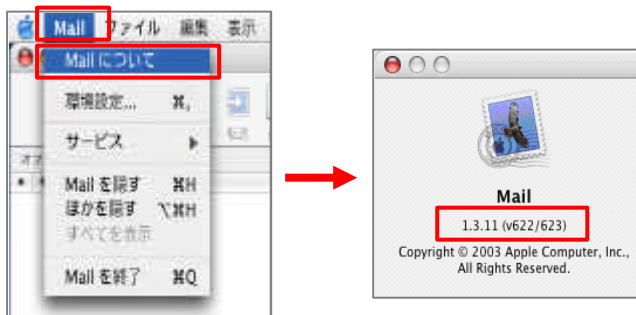 Mail ファイル 編集 表示
Mail について
環境設定... ⌘,
サービス
Mail を隠す ⌘H
ほかを隠す ⌥⌘H
すべてを表示
Mail を終了 ⌘Q
Mail
1.3.11 (v622/623)
Copyright © 2003 Apple Computer, Inc.,
All Rights Reserved.